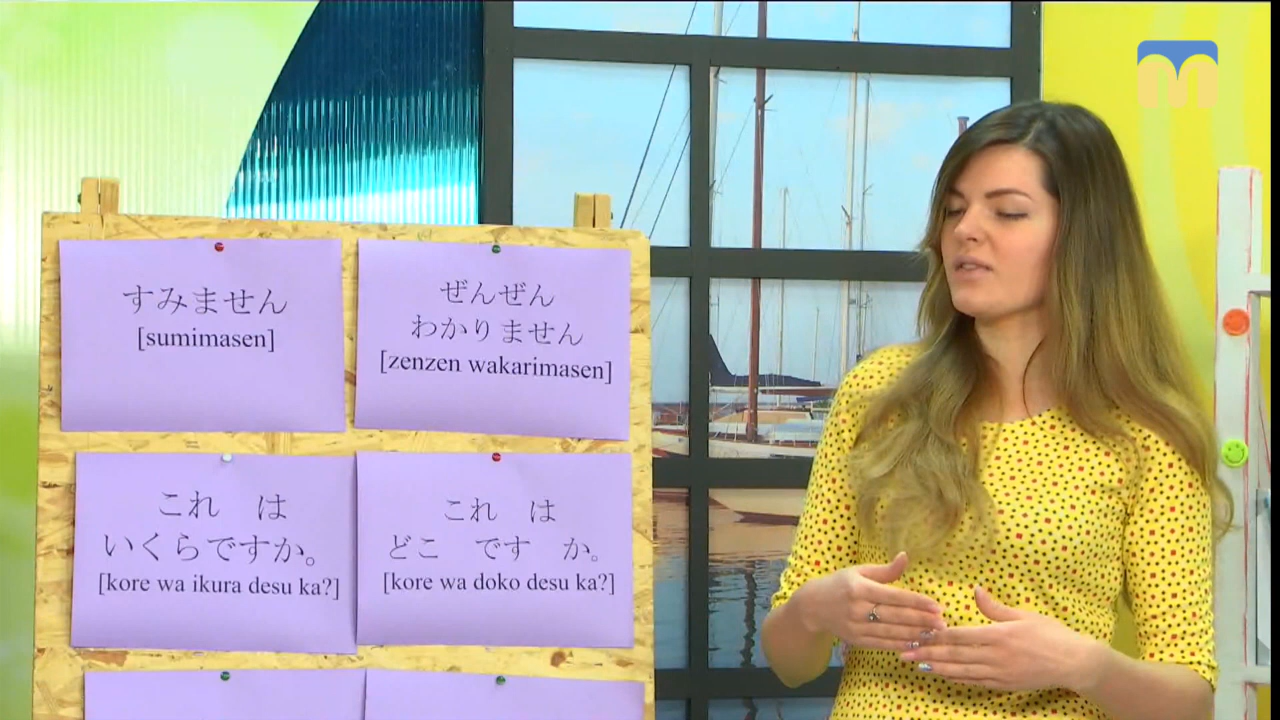 すみません
[sumimasen]
ぜんぜん
わかりません
[zenzen wakarimasen]
これ は
いくらですか。
[kore wa ikura desu ka?]
これ は
どこ です か。
[kore wa doko desu ka?]